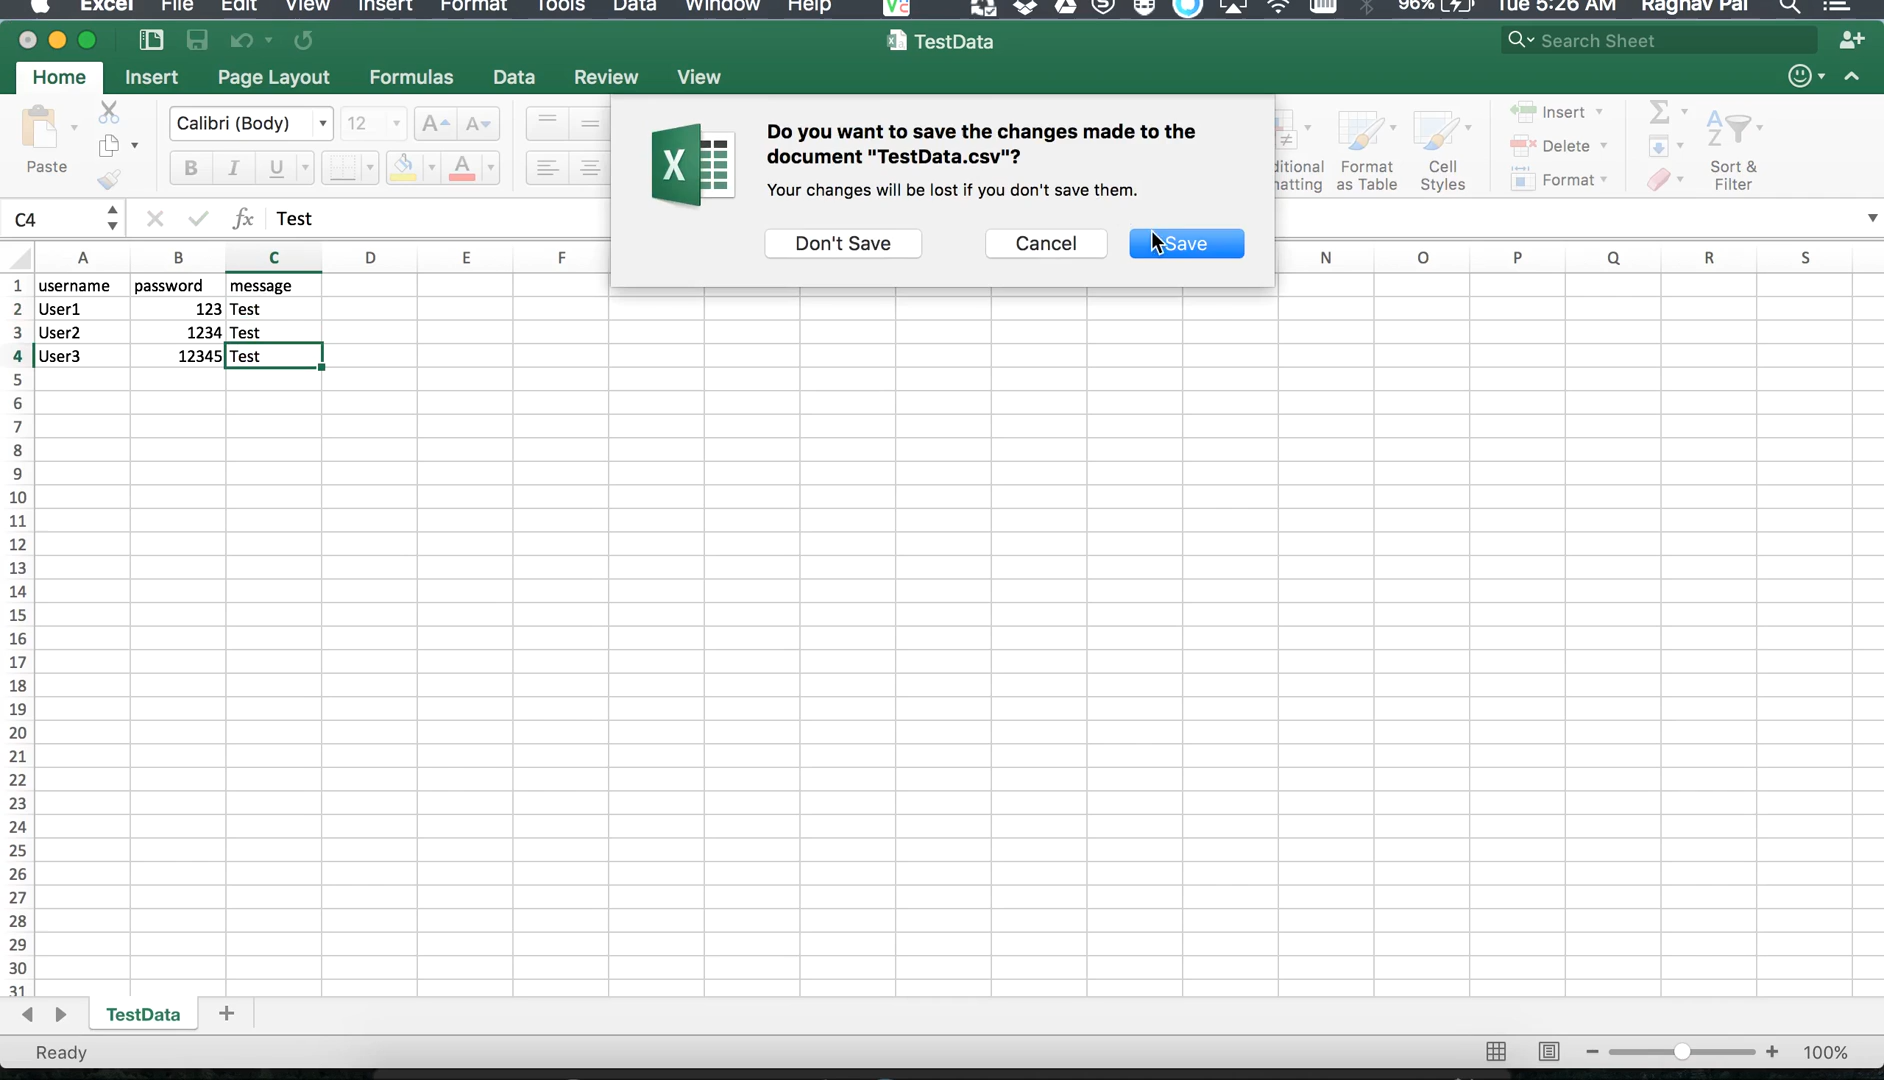 Excel File Edit View Insert Format Tools Data Window Help 96% Tue 5:26 AM Raghav Pal
TestData
Search Sheet
Home Insert Page Layout Formulas Data Review View
Paste
Calibri (Body) 12
B I U
ditional
natting
Format
as Table
Cell
Styles
Insert
Delete
Format
Sort &
Filter
Do you want to save the changes made to the
document "TestData.csv"?
Your changes will be lost if you don't save them.
Don't Save Cancel Save
C4 fx Test
A B C D E F N O P Q R S
1 username password message
2 User1 123 Test
3 User2 1234 Test
4 User3 12345 Test
5
6
7
8
9
10
11
12
13
14
15
16
17
18
19
20
21
22
23
24
25
26
27
28
29
30
31
TestData
Ready 100%